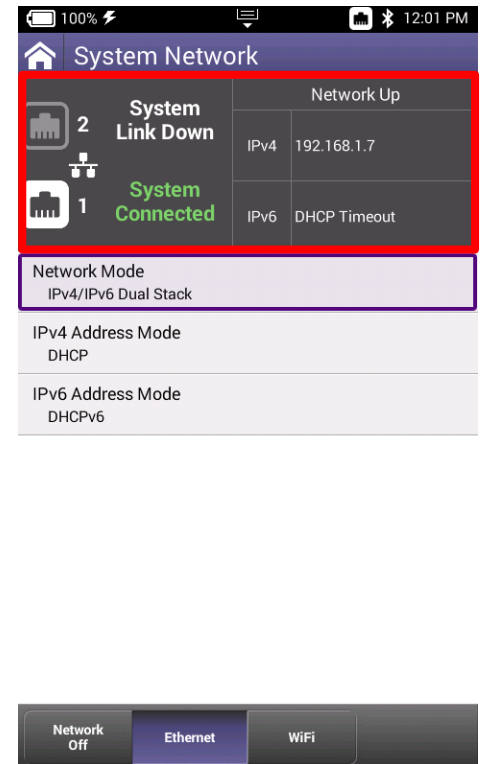 100% 12:01 PM
System Network
Network Up
2 System
Link Down
IPv4 192.168.1.7
1 System
Connected
IPv6 DHCP Timeout
Network Mode
IPv4/IPv6 Dual Stack
IPv4 Address Mode
DHCP
IPv6 Address Mode
DHCPv6
Network
Off
Ethernet
WiFi